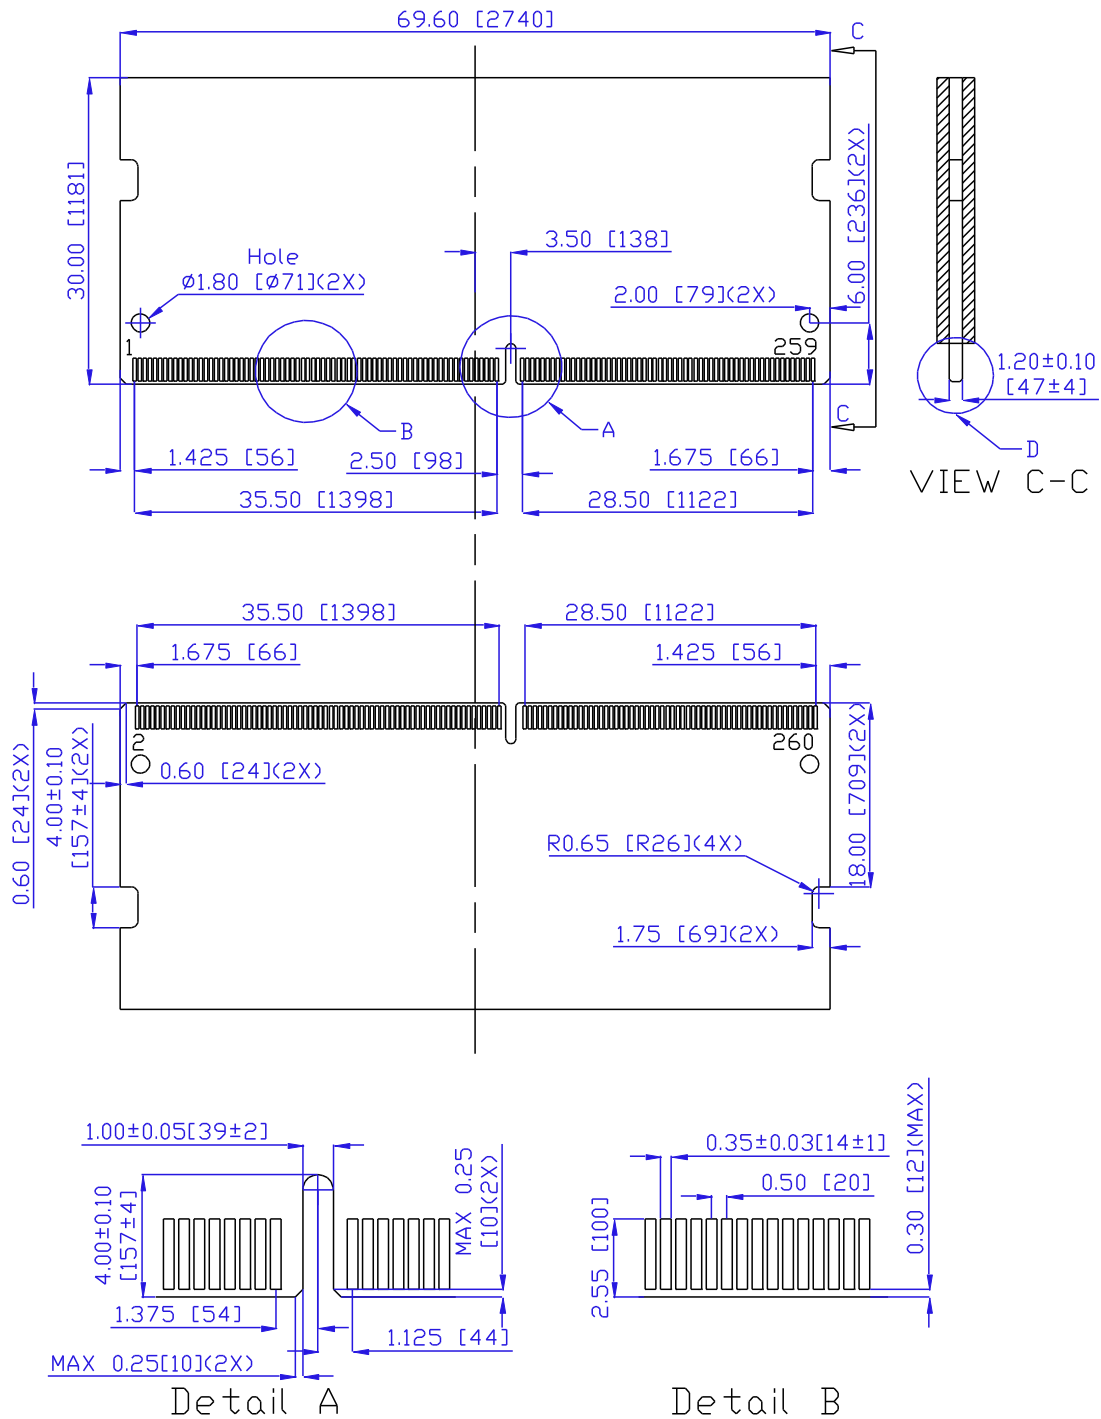 69.60 [2740]
C
30.00 [1181]
6.00 [236](2X)
3.50 [138]
Hole
Ø1.80 [Ø71](2X)
2.00 [79](2X)
1
259
1.20±0.10
[47±4]
C
B
A
D
1.425 [56]
2.50 [98]
1.675 [66]
VIEW C-C
35.50 [1398]
28.50 [1122]
35.50 [1398]
28.50 [1122]
1.675 [66]
1.425 [56]
0.60 [24](2X)
4.00±0.10
[157±4](2X)
2
260
0.60 [24](2X)
18.00 [709](2X)
R0.65 [R26](4X)
1.75 [69](2X)
1.00±0.05[39±2]
4.00±0.10
[157±4]
MAX 0.25
[10](2X)
1.375 [54]
1.125 [44]
MAX 0.25[10](2X)
Detail A
0.35±0.03[14±1]
0.50 [20]
2.55 [100]
0.30 [12](MAX)
Detail B